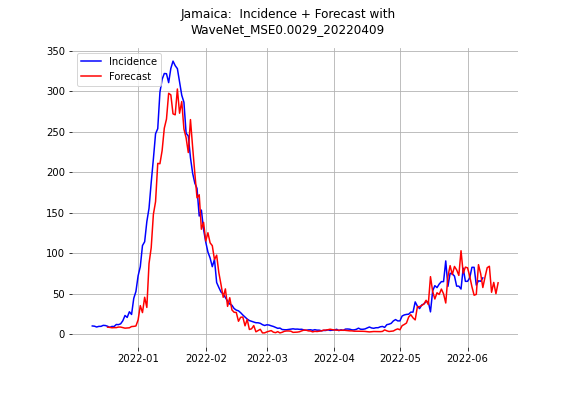 Jamaica:  Incidence + Forecast with
WaveNet_MSE0.0029_20220409
350
300
250
200
150
100
50
0
Incidence
Forecast
2022-01 2022-02 2022-03 2022-04 2022-05 2022-06